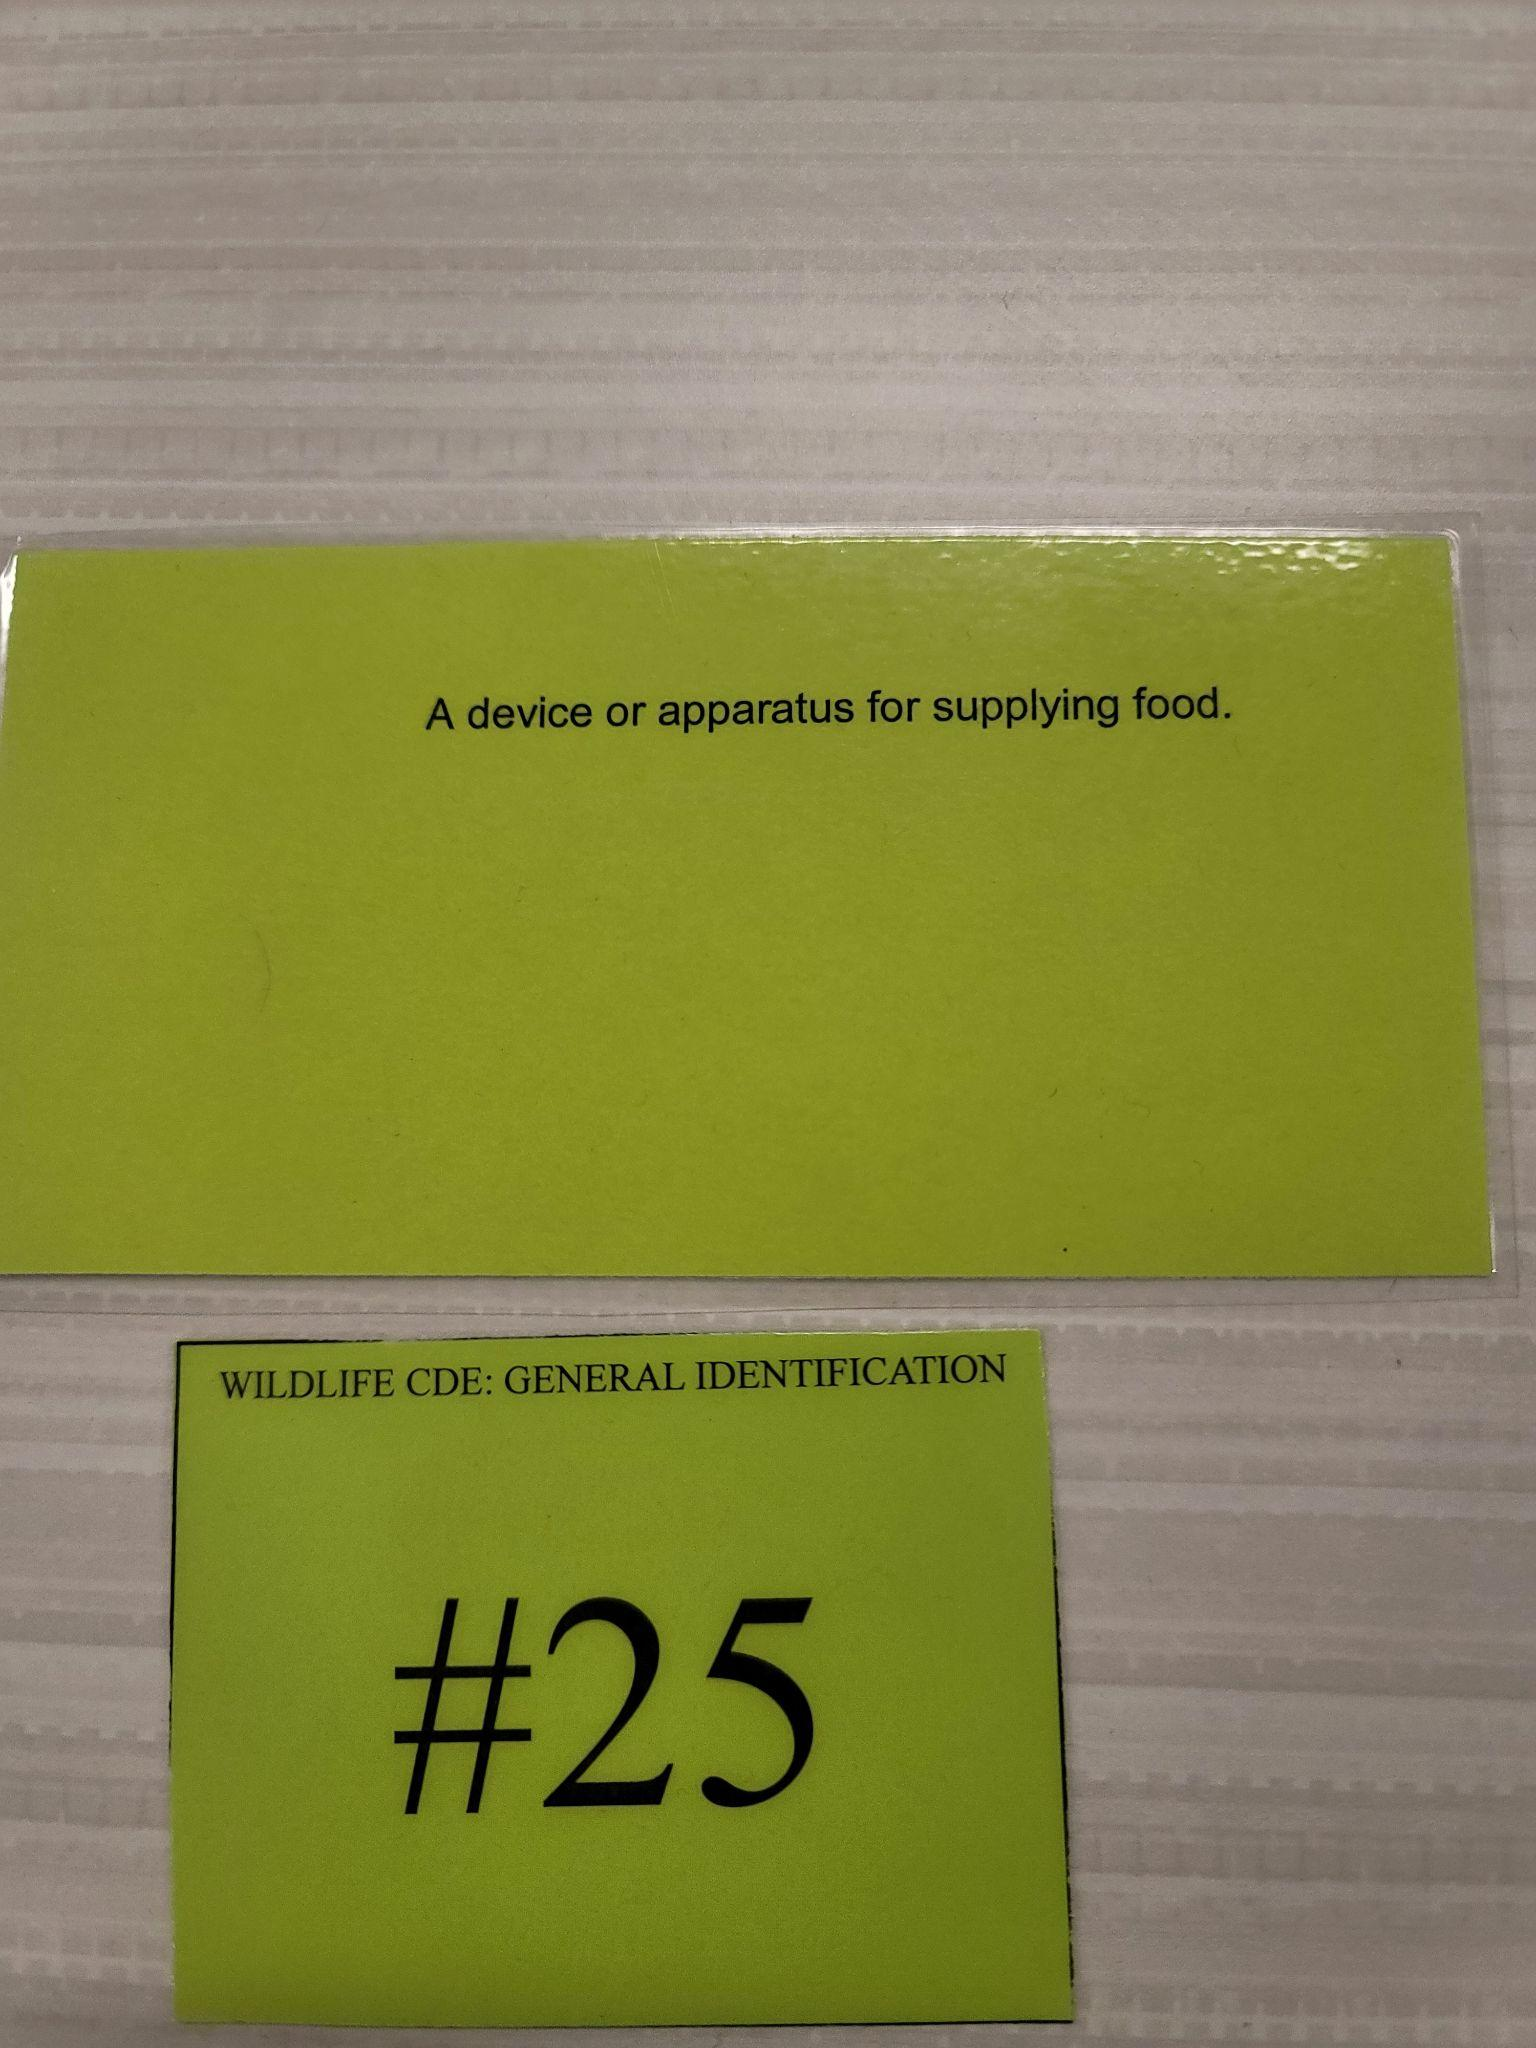 A device or apparatus for supplying food.
WILDLIFE CDE: GENERAL IDENTIFICATION
#25